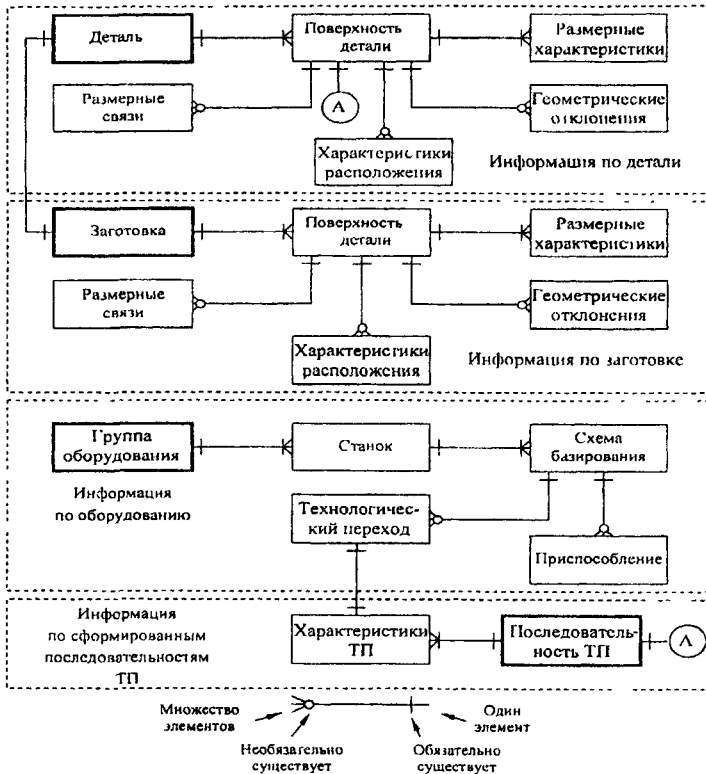 Деталь
Поверхность
детали
Размерные
характеристики
Размерные
связи
А
Геометрические
отклонения
Характеристики
расположения
Информация по детали
Заготовка
Поверхность
детали
Размерные
характеристики
Размерные
связи
Геометрические
отклонения
Характеристики
расположения
Информация по заготовке
Группа
оборудования
Станок
Схема
базирования
Информация
по оборудованию
Технологичес-
кий переход
Приспособление
Информация
по сформированным
последовательностям
ТП
Характеристики
ТП
Последователь-
ность ТП
А
Множество
элементов
Необязательно
существует
Обязательно
существует
Один
элемент